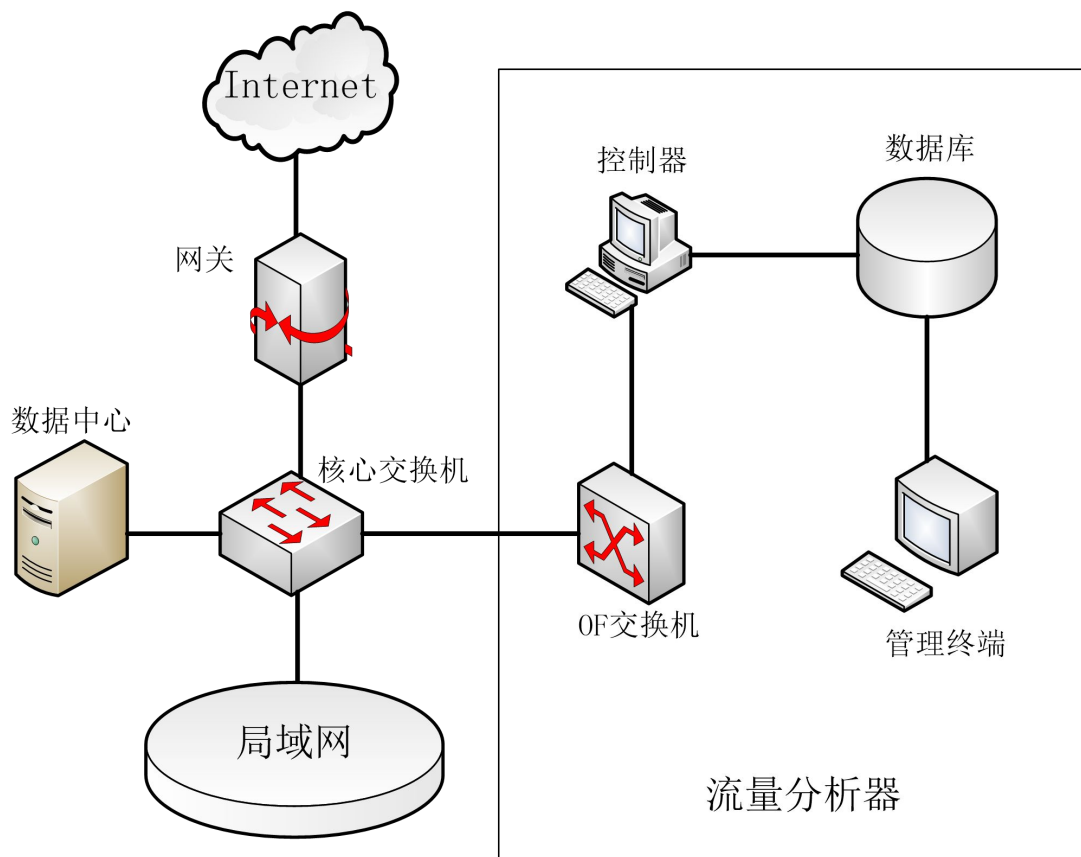 Internet
控制器
数据库
网关
数据中心
核心交换机
OF交换机
管理终端
局域网
流量分析器